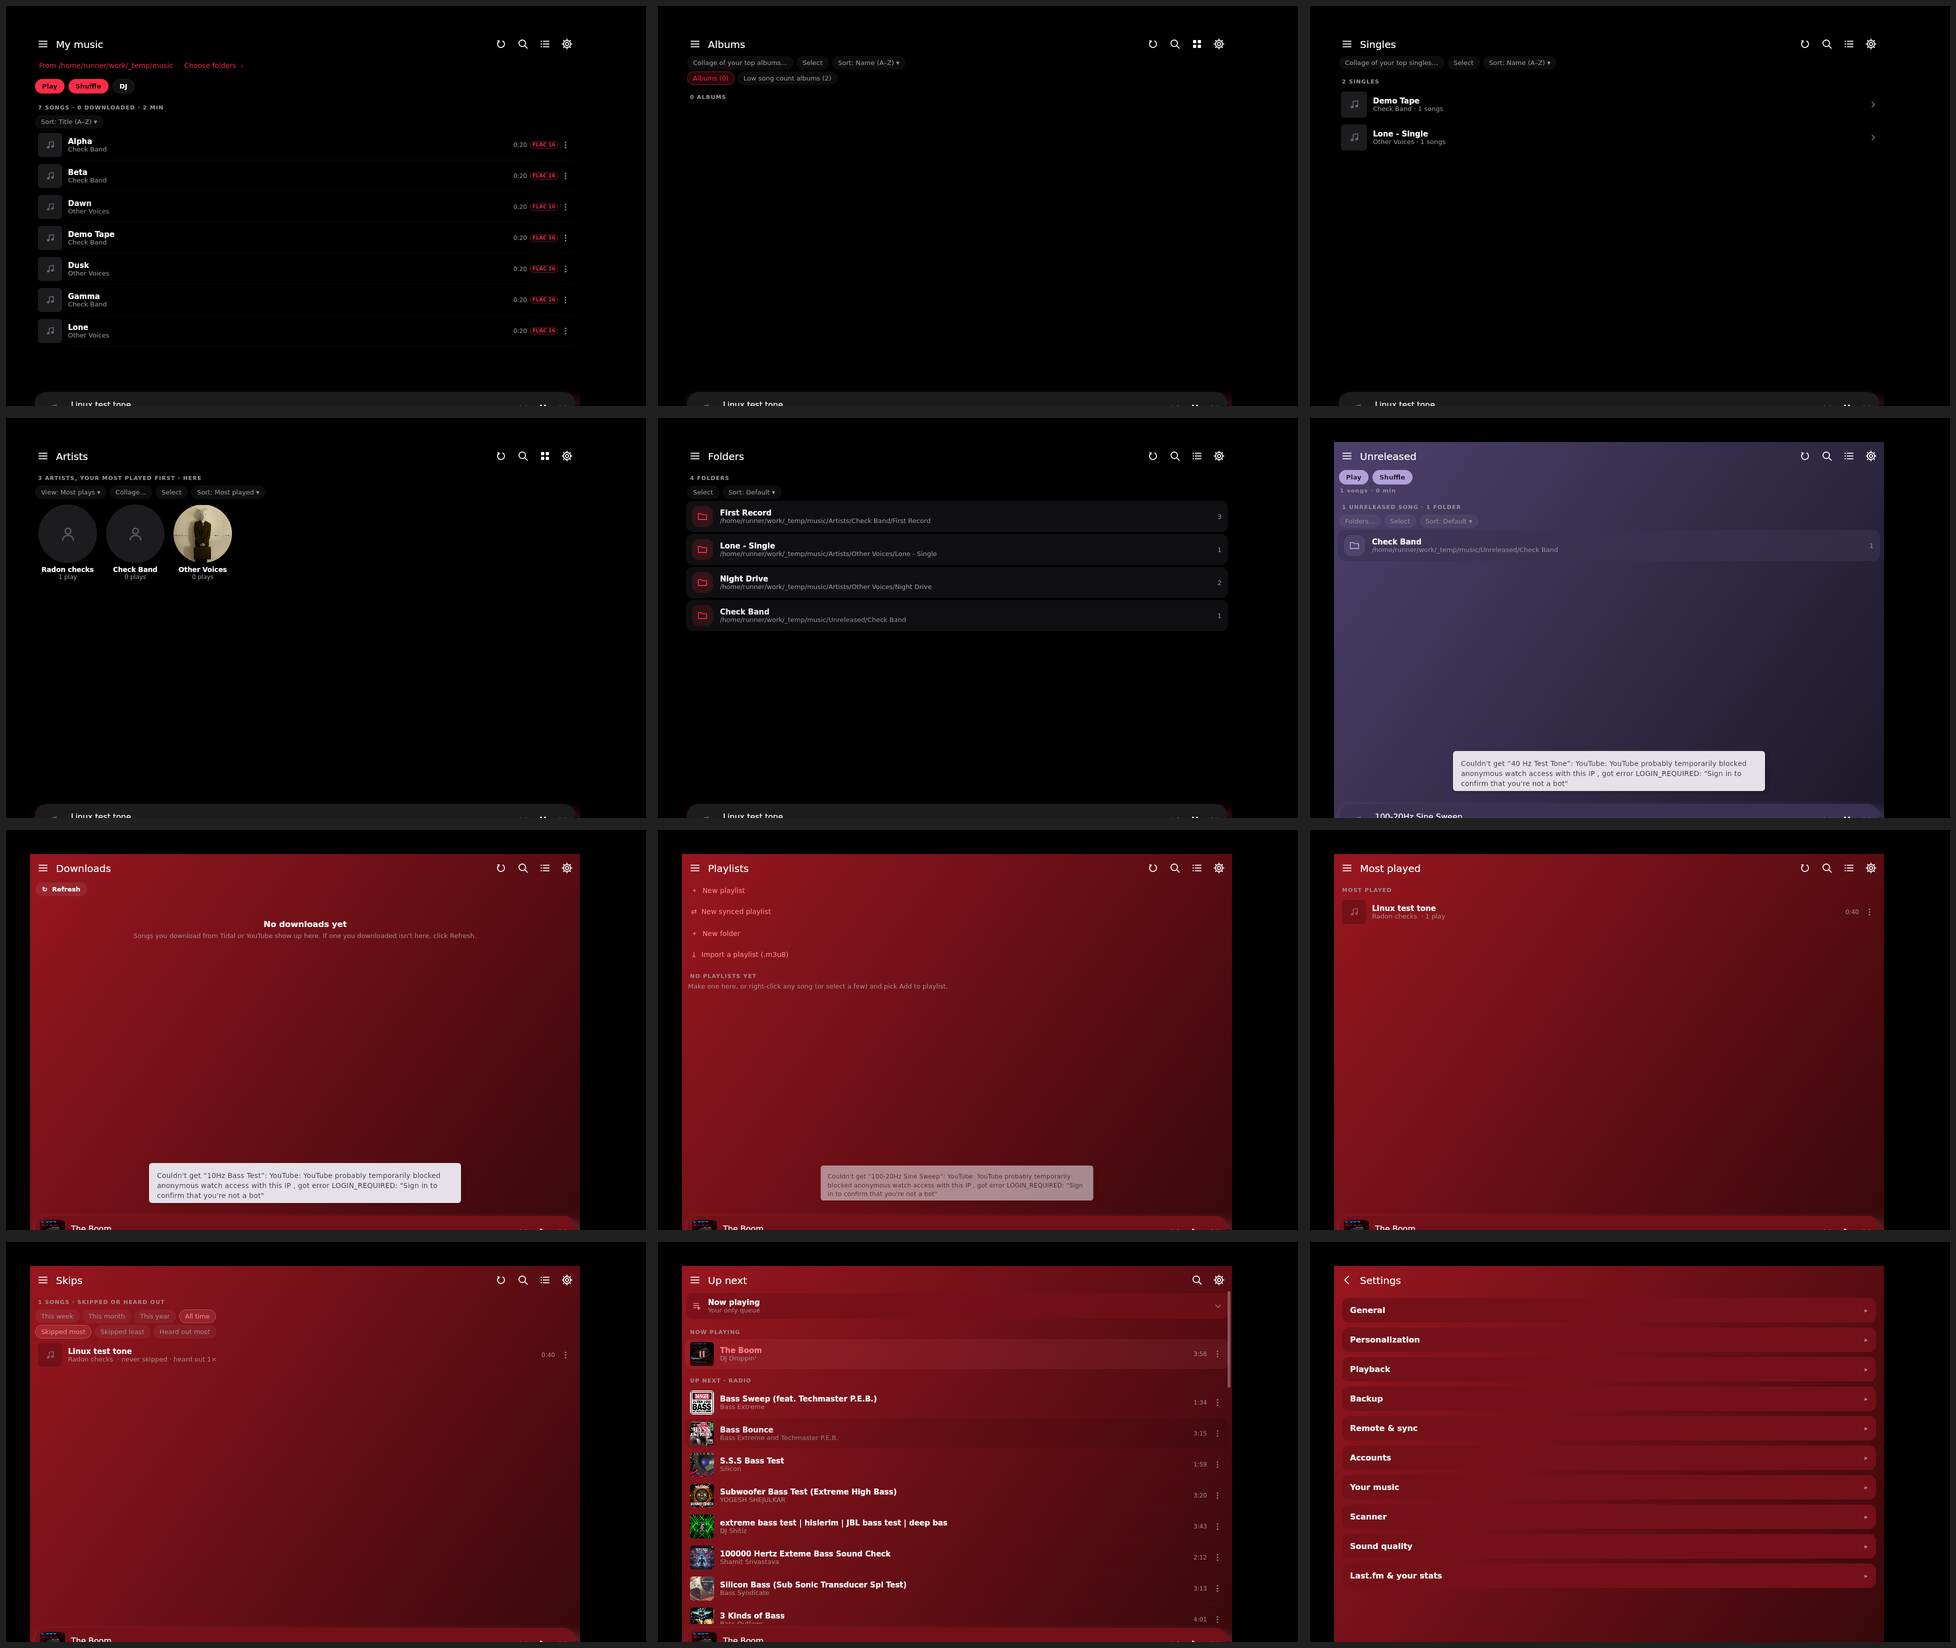 My music
From /home/runner/work/_temp/music · Choose folders ›
Play Shuffle DJ
7 SONGS · 0 DOWNLOADED · 2 MIN
Sort: Title (A–Z) ▾
Alpha
Check Band
0:20 FLAC 16
Beta
Check Band
0:20 FLAC 16
Dawn
Other Voices
0:20 FLAC 16
Demo Tape
Check Band
0:20 FLAC 16
Dusk
Other Voices
0:20 FLAC 16
Gamma
Check Band
0:20 FLAC 16
Lone
Other Voices
0:20 FLAC 16
Linux test tone
Albums
Collage of your top albums... Select Sort: Name (A–Z) ▾
Albums (0) Low song count albums (2)
0 ALBUMS
Linux test tone
Singles
Collage of your top singles... Select Sort: Name (A–Z) ▾
2 SINGLES
Demo Tape
Check Band · 1 songs
Lone - Single
Other Voices · 1 songs
Linux test tone
Artists
3 ARTISTS, YOUR MOST PLAYED FIRST · HERE
View: Most plays ▾ Collage... Select Sort: Most played ▾
Radon checks Check Band Other Voices
1 play 0 plays 0 plays
Linux test tone
Folders
4 FOLDERS
Select Sort: Default ▾
First Record
/home/runner/work/_temp/music/Artists/Check Band/First Record
3
Lone - Single
/home/runner/work/_temp/music/Artists/Other Voices/Lone - Single
1
Night Drive
/home/runner/work/_temp/music/Artists/Other Voices/Night Drive
2
Check Band
/home/runner/work/_temp/music/Unreleased/Check Band
1
Linux test tone
Unreleased
Play Shuffle
1 songs · 0 min
1 UNRELEASED SONG · 1 FOLDER
Folders... Select Sort: Default ▾
Check Band
/home/runner/work/_temp/music/Unreleased/Check Band
1
Couldn't get "40 Hz Test Tone": YouTube: YouTube probably temporarily blocked
anonymous watch access with this IP , got error LOGIN_REQUIRED: "Sign in to
confirm that you're not a bot"
100-20Hz Sine Sweep
Downloads
↻ Refresh
No downloads yet
Songs you download from Tidal or YouTube show up here. If one you downloaded isn't here, click Refresh.
Couldn't get "10Hz Bass Test": YouTube: YouTube probably temporarily blocked
anonymous watch access with this IP , got error LOGIN_REQUIRED: "Sign in to
confirm that you're not a bot"
The Boom
Playlists
+ New playlist
⇄ New synced playlist
+ New folder
↓ Import a playlist (.m3u8)
NO PLAYLISTS YET
Make one here, or right-click any song (or select a few) and pick Add to playlist.
Couldn't get "100-20Hz Sine Sweep": YouTube: YouTube probably temporarily
blocked anonymous watch access with this IP , got error LOGIN_REQUIRED: "Sign
in to confirm that you're not a bot"
The Boom
Most played
MOST PLAYED
Linux test tone
Radon checks · 1 play
0:40
The Boom
Skips
1 SONGS · SKIPPED OR HEARD OUT
This week This month This year All time
Skipped most Skipped least Heard out most
Linux test tone
Radon checks · never skipped · heard out 1×
0:40
The Boom
Up next
Now playing
Your only queue
NOW PLAYING
The Boom
DJ Droppin'
3:58
UP NEXT · RADIO
Bass Sweep (feat. Techmaster P.E.B.)
Bass Extreme
1:34
Bass Bounce
Bass Extreme and Techmaster P.E.B.
3:15
S.S.S Bass Test
Silicon
1:59
Subwoofer Bass Test (Extreme High Bass)
YOGESH SHEJULKAR
3:20
extreme bass test | hislerim | JBL bass test | deep bas
DJ Shitiz
3:43
100000 Hertz Exteme Bass Sound Check
Shamit Srivastava
2:12
Silicon Bass (Sub Sonic Transducer Spl Test)
Bass Syndicate
3:13
3 Kinds of Bass
4:01
The Boom
Settings
General
Personalization
Playback
Backup
Remote & sync
Accounts
Your music
Scanner
Sound quality
Last.fm & your stats